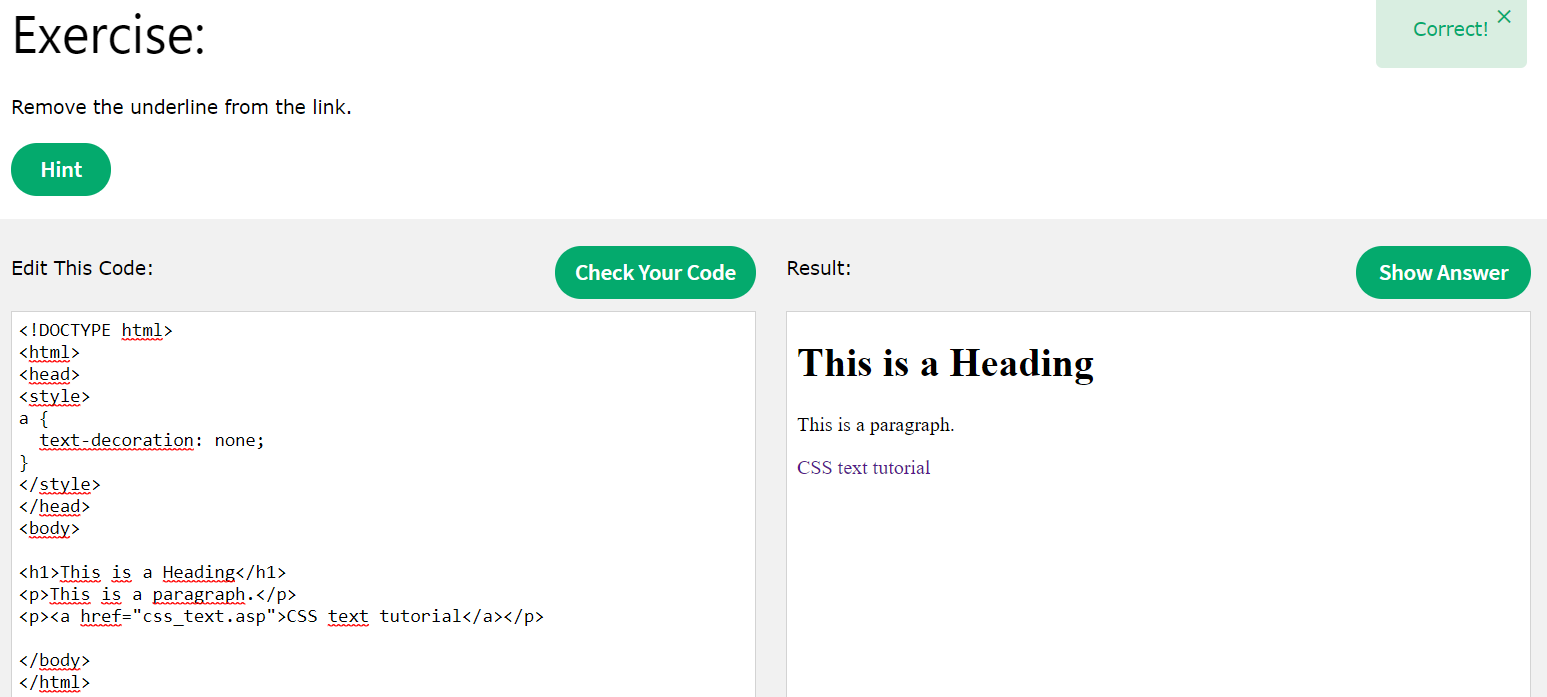 Exercise:
Correct! ×
Remove the underline from the link.
Hint
Edit This Code:
Check Your Code
<!DOCTYPE html>
<html>
<head>
<style>
a {
  text-decoration: none;
}
</style>
</head>
<body>

<h1>This is a Heading</h1>
<p>This is a paragraph.</p>
<p><a href="css_text.asp">CSS text tutorial</a></p>

</body>
</html>
Result:
Show Answer
This is a Heading
This is a paragraph.
CSS text tutorial